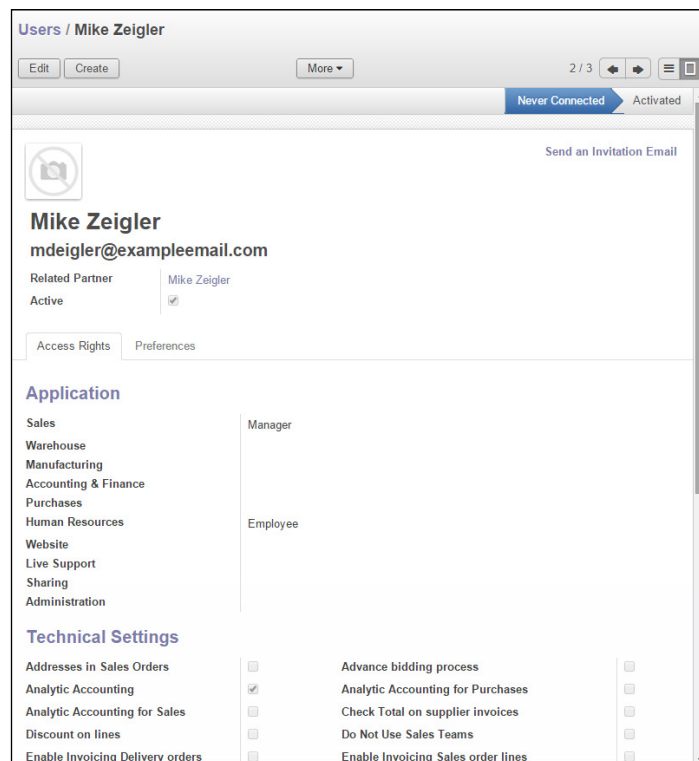 Users / Mike Zeigler
Edit Create More 2 / 3
Never Connected Activated
Send an Invitation Email
Mike Zeigler
mdeigler@exampleemail.com
Related Partner Mike Zeigler
Active
Access Rights Preferences
Application
Sales Manager
Warehouse
Manufacturing
Accounting & Finance
Purchases
Human Resources Employee
Website
Live Support
Sharing
Administration
Technical Settings
Addresses in Sales Orders Advance bidding process
Analytic Accounting Analytic Accounting for Purchases
Analytic Accounting for Sales Check Total on supplier invoices
Discount on lines Do Not Use Sales Teams
Enable Invoicing Delivery orders Enable Invoicing Sales order lines